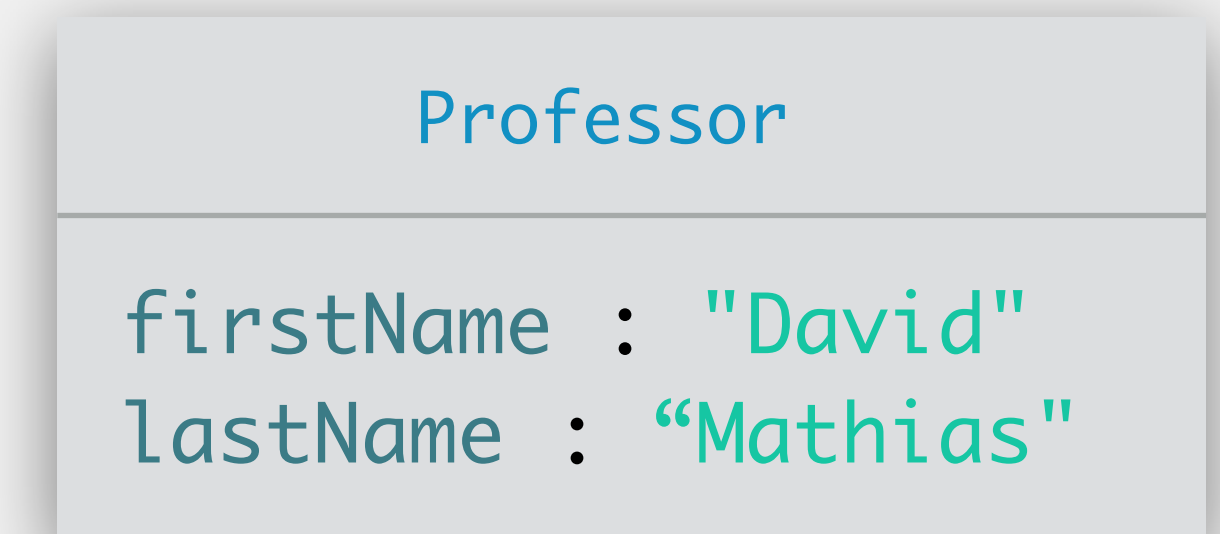 Professor
firstName : "David"
lastName : “Mathias"